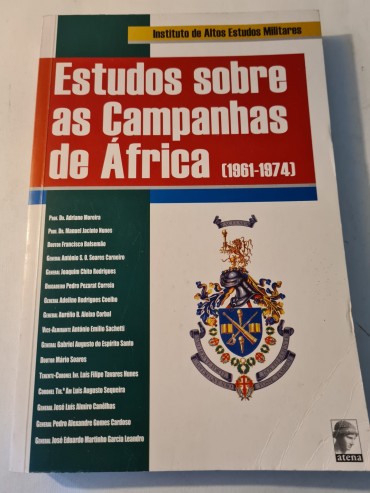 Instituto de Altos Estudos Militares
Estudos sobre
as Campanhas
de África (1961-1974)
Prof. Dr. Adriano Moreira
Prof. Dr. Manuel Jacinto Nunes
Doutor Francisco Balsemão
General António S. O. Soares Carneiro
General Joaquim Chito Rodrigues
Brigadeiro Pedro Pezarat Correia
General Adelino Rodrigues Coelho
General Aurélio B. Aleixo Corbal
Vice-Almirante António Emílio Sacchetti
General Gabriel Augusto do Espírito Santo
Doutor Mário Soares
Tenente-Coronel Inf. Luís Filipe Tavares Nunes
Coronel Tir.º Art Luís Augusto Sequeira
General José Luís Almiro Canêlhas
General Pedro Alexandre Gomes Cardoso
General José Eduardo Martinho Garcia Leandro
atena